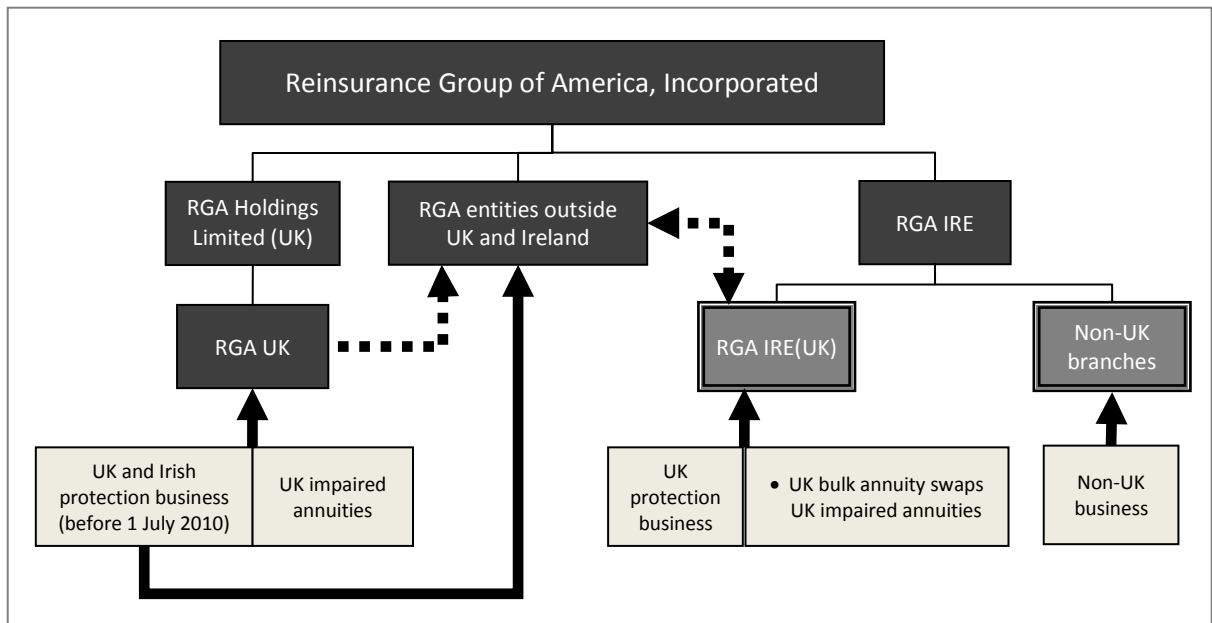 Reinsurance Group of America, Incorporated
RGA Holdings
Limited (UK)
RGA entities outside
UK and Ireland
RGA IRE
RGA UK
RGA IRE(UK)
Non-UK
branches
UK and Irish
protection business
(before 1 July 2010)
UK impaired
annuities
UK
protection
business
• UK bulk annuity swaps
UK impaired annuities
Non-UK
business